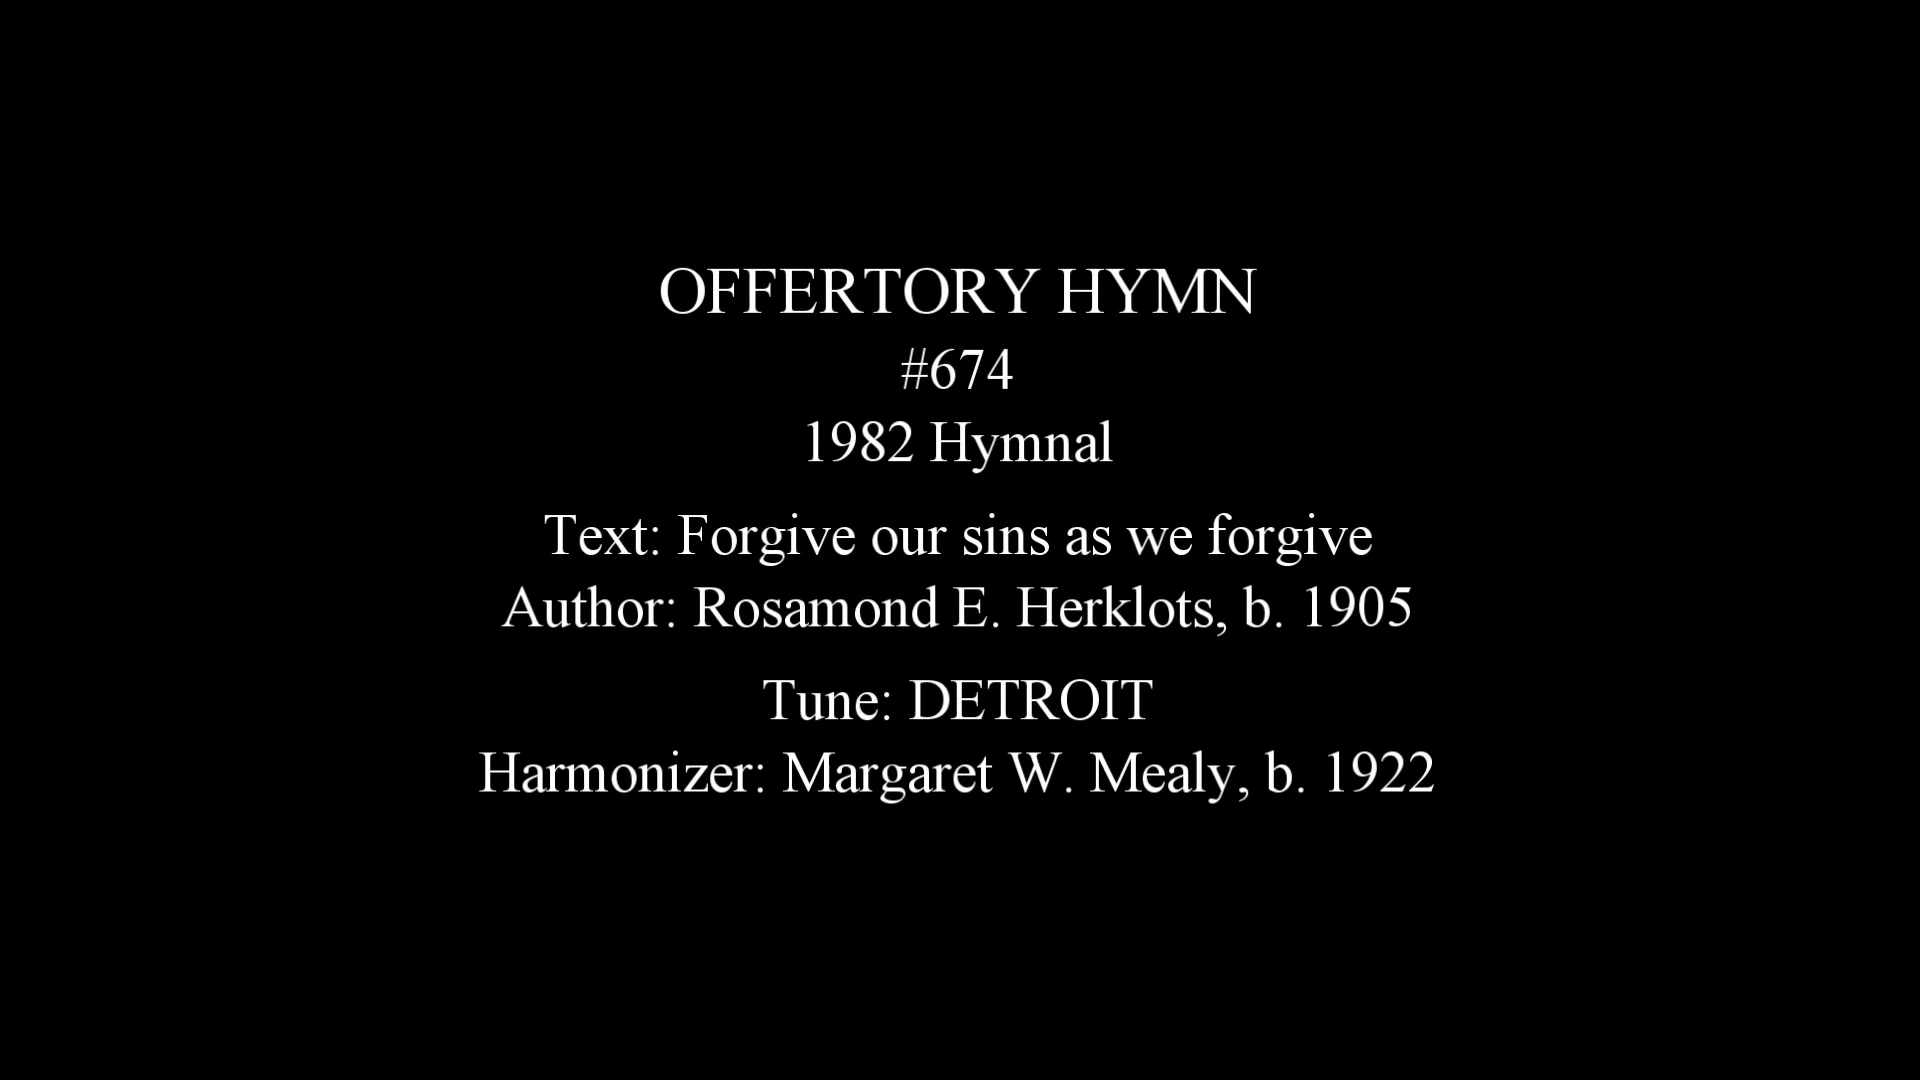 OFFERTORY HYMN
#674
1982 Hymnal
Text: Forgive our sins as we forgive
Author: Rosamond E. Herklots, b. 1905
Tune: DETROIT
Harmonizer: Margaret W. Mealy, b. 1922